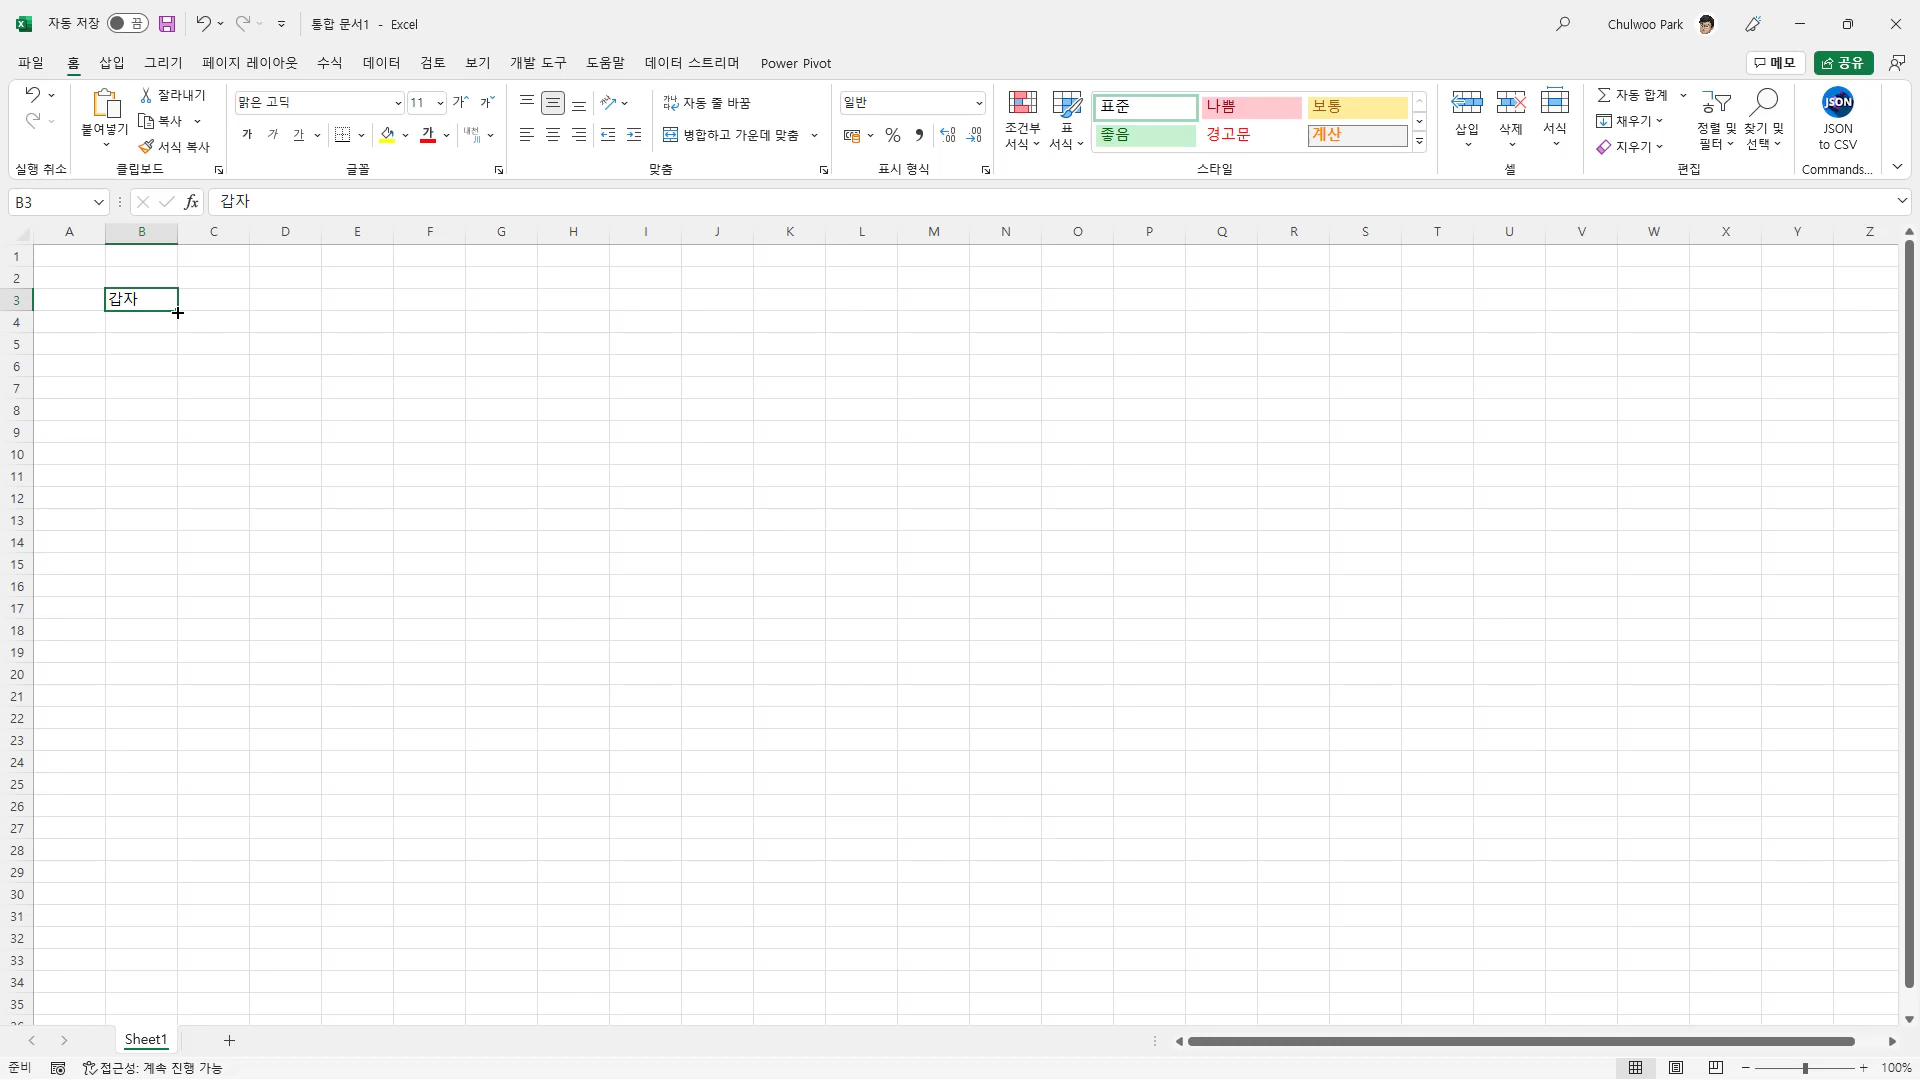 자동 저장 끔 통합 문서1 - Excel Chulwoo Park
파일 홈 삽입 그리기 페이지 레이아웃 수식 데이터 검토 보기 개발 도구 도움말 데이터 스트리머 Power Pivot 메모 공유
붙여넣기 잘라내기 복사 서식 복사
맑은 고딕 11 가 가
가 가 가 가 내천
자동 줄 바꿈
병합하고 가운데 맞춤
일반
조건부 서식 표 서식
표준 나쁨 보통
좋음 경고문 계산
삽입 삭제 서식
자동 합계
채우기
지우기
정렬 및 필터 찾기 및 선택
JSON
JSON to CSV
실행 취소 클립보드 글꼴 맞춤 표시 형식 스타일 셀 편집 Commands...
B3 fx 갑자
A B C D E F G H I J K L M N O P Q R S T U V W X Y Z
1
2
3 갑자
4
5
6
7
8
9
10
11
12
13
14
15
16
17
18
19
20
21
22
23
24
25
26
27
28
29
30
31
32
33
34
35
Sheet1
준비 접근성: 계속 진행 가능 100%